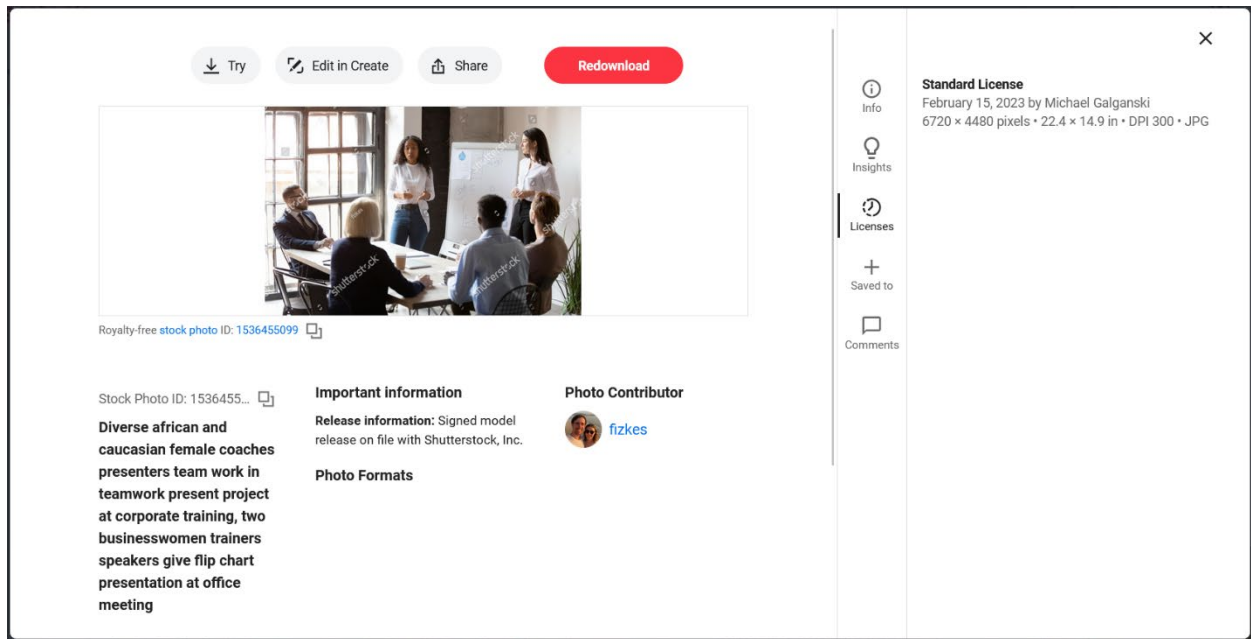 Try
Edit in Create
Share
Redownload
shutterstock
shutterstock
shutterstock
shutterstock
Royalty-free stock photo ID: 1536455099
Stock Photo ID: 1536455...
Diverse african and
caucasian female coaches
presenters team work in
teamwork present project
at corporate training, two
businesswomen trainers
speakers give flip chart
presentation at office
meeting
Important information
Release information: Signed model
release on file with Shutterstock, Inc.
Photo Formats
Photo Contributor
fizkes
Info
Insights
Licenses
Saved to
Comments
Standard License
February 15, 2023 by Michael Galganski
6720 × 4480 pixels • 22.4 × 14.9 in • DPI 300 • JPG